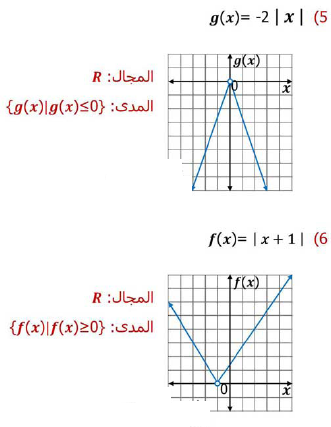 5) g(x)= -2 | x |
g(x)
0
x
المجال: R
المدى: {g(x)|g(x)≤0}
6) f(x)= | x + 1 |
f(x)
0
x
المجال: R
المدى: {f(x)|f(x)≥0}